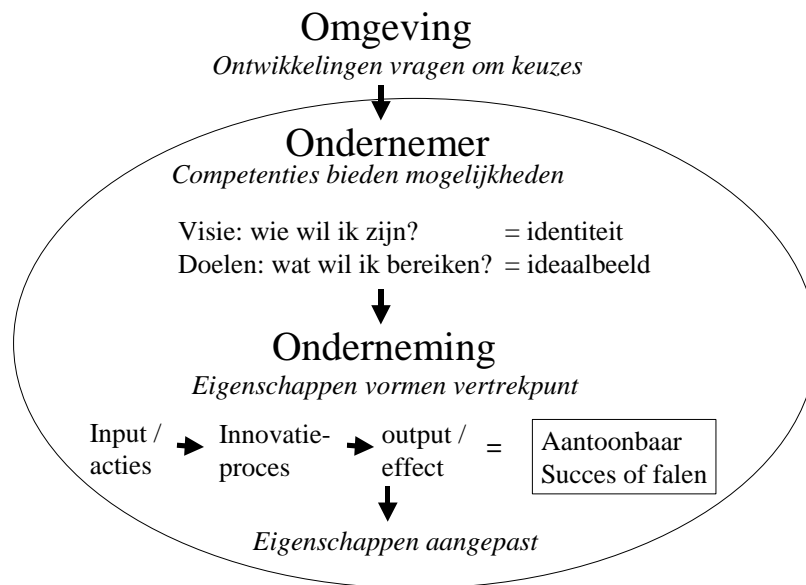 Omgeving
Ontwikkelingen vragen om keuzes
Ondernemer
Competenties bieden mogelijkheden
Visie: wie wil ik zijn? = identiteit
Doelen: wat wil ik bereiken? = ideaalbeeld
Onderneming
Eigenschappen vormen vertrekpunt
Input / Innovatie- output / = Aantoonbaar
acties proces effect Succes of falen
Eigenschappen aangepast